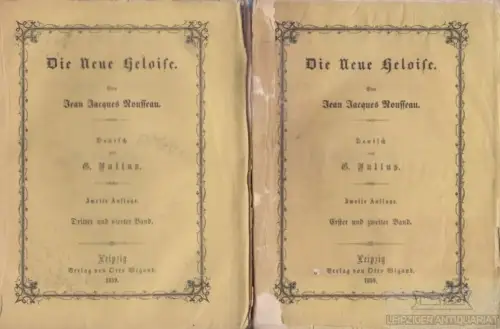 Die Neue Heloise.
Von
Jean Jacques Rousseau.
Deutsch
von
G. Julius.
Zweite Auflage.
Dritter und vierter Band.
Leipzig
Verlag von Otto Wigand.
1859.
Die Neue Heloise.
Von
Jean Jacques Rousseau.
Deutsch
von
G. Julius.
Zweite Auflage.
Erster und zweiter Band.
Leipzig
Verlag von Otto Wigand.
1859.
LEIPZIGER ANTIQUARIAT